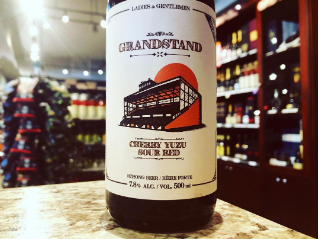 LADIES & GENTLEMEN
GRANDSTAND
CHERRY YUZU
SOUR RED
STRONG BEER / BIÈRE FORTE
7.8% ALC. / VOL. 500 ml